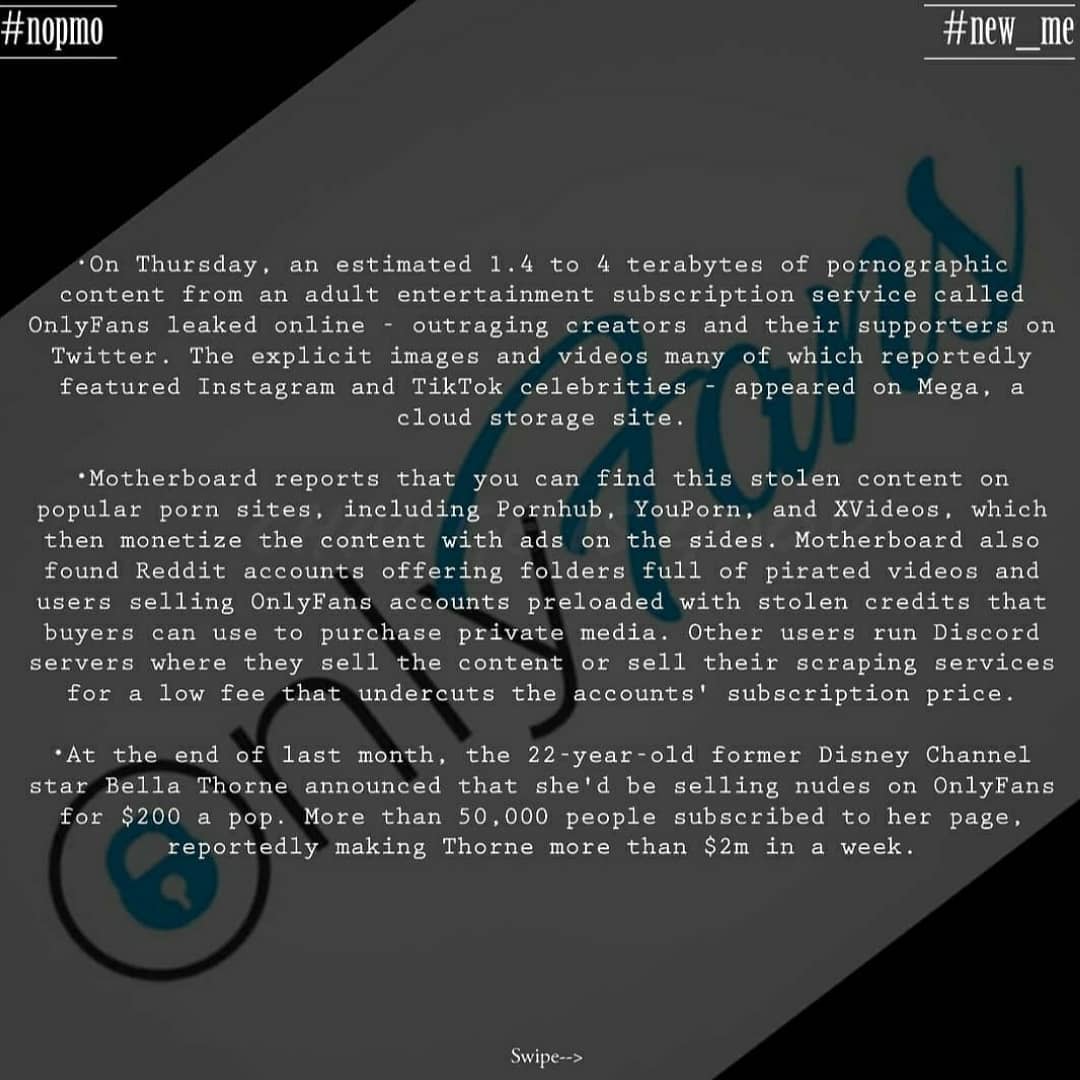 #nopmo
#new_me
•On Thursday, an estimated 1.4 to 4 terabytes of pornographic
content from an adult entertainment subscription service called
OnlyFans leaked online - outraging creators and their supporters on
Twitter. The explicit images and videos many of which reportedly
featured Instagram and TikTok celebrities - appeared on Mega, a
cloud storage site.
•Motherboard reports that you can find this stolen content on
popular porn sites, including Pornhub, YouPorn, and XVideos, which
then monetize the content with ads on the sides. Motherboard also
found Reddit accounts offering folders full of pirated videos and
users selling OnlyFans accounts preloaded with stolen credits that
buyers can use to purchase private media. Other users run Discord
servers where they sell the content or sell their scraping services
for a low fee that undercuts the accounts' subscription price.
•At the end of last month, the 22-year-old former Disney Channel
star Bella Thorne announced that she'd be selling nudes on OnlyFans
for $200 a pop. More than 50,000 people subscribed to her page,
reportedly making Thorne more than $2m in a week.
OnlyFans
Swipe-->